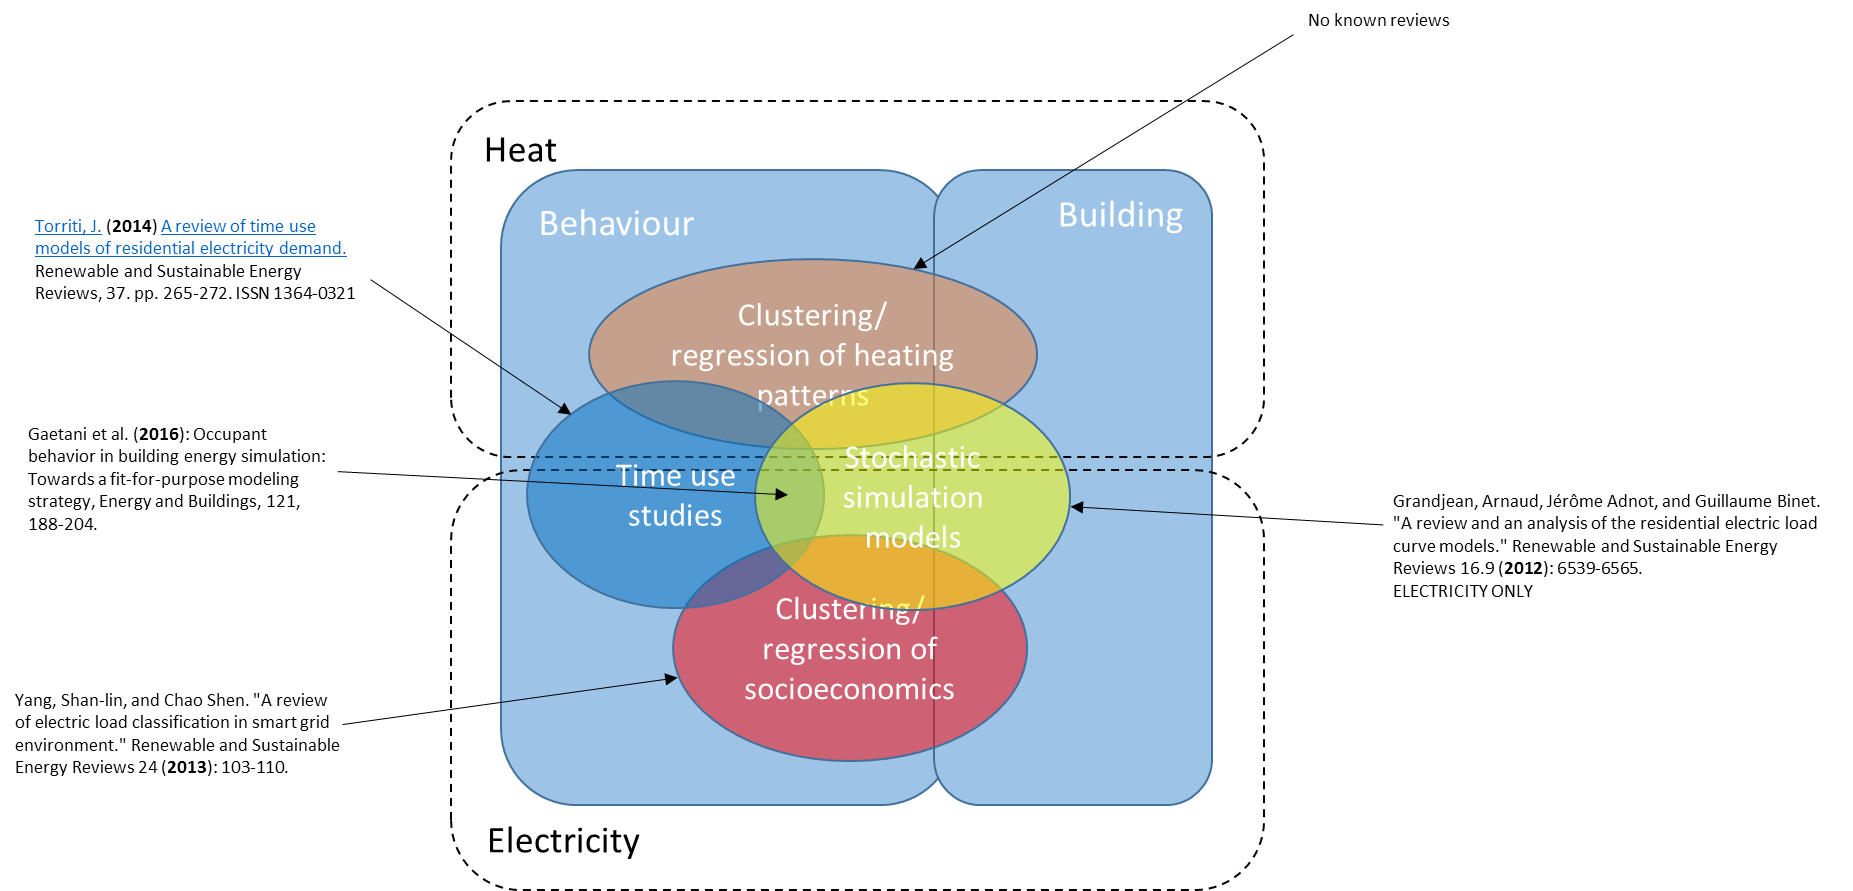 No known reviews
Heat
Behaviour
Building
Torriti, J. (2014) A review of time use
models of residential electricity demand.
Renewable and Sustainable Energy
Reviews, 37. pp. 265-272. ISSN 1364-0321
Clustering/
regression of heating
patterns
Gaetani et al. (2016): Occupant
behavior in building energy simulation:
Towards a fit-for-purpose modeling
strategy, Energy and Buildings, 121,
188-204.
Time use
studies
Stochastic
simulation
models
Grandjean, Arnaud, Jérôme Adnot, and Guillaume Binet.
"A review and an analysis of the residential electric load
curve models." Renewable and Sustainable Energy
Reviews 16.9 (2012): 6539-6565.
ELECTRICITY ONLY
Clustering/
regression of
socioeconomics
Yang, Shan-lin, and Chao Shen. "A review
of electric load classification in smart grid
environment." Renewable and Sustainable
Energy Reviews 24 (2013): 103-110.
Electricity